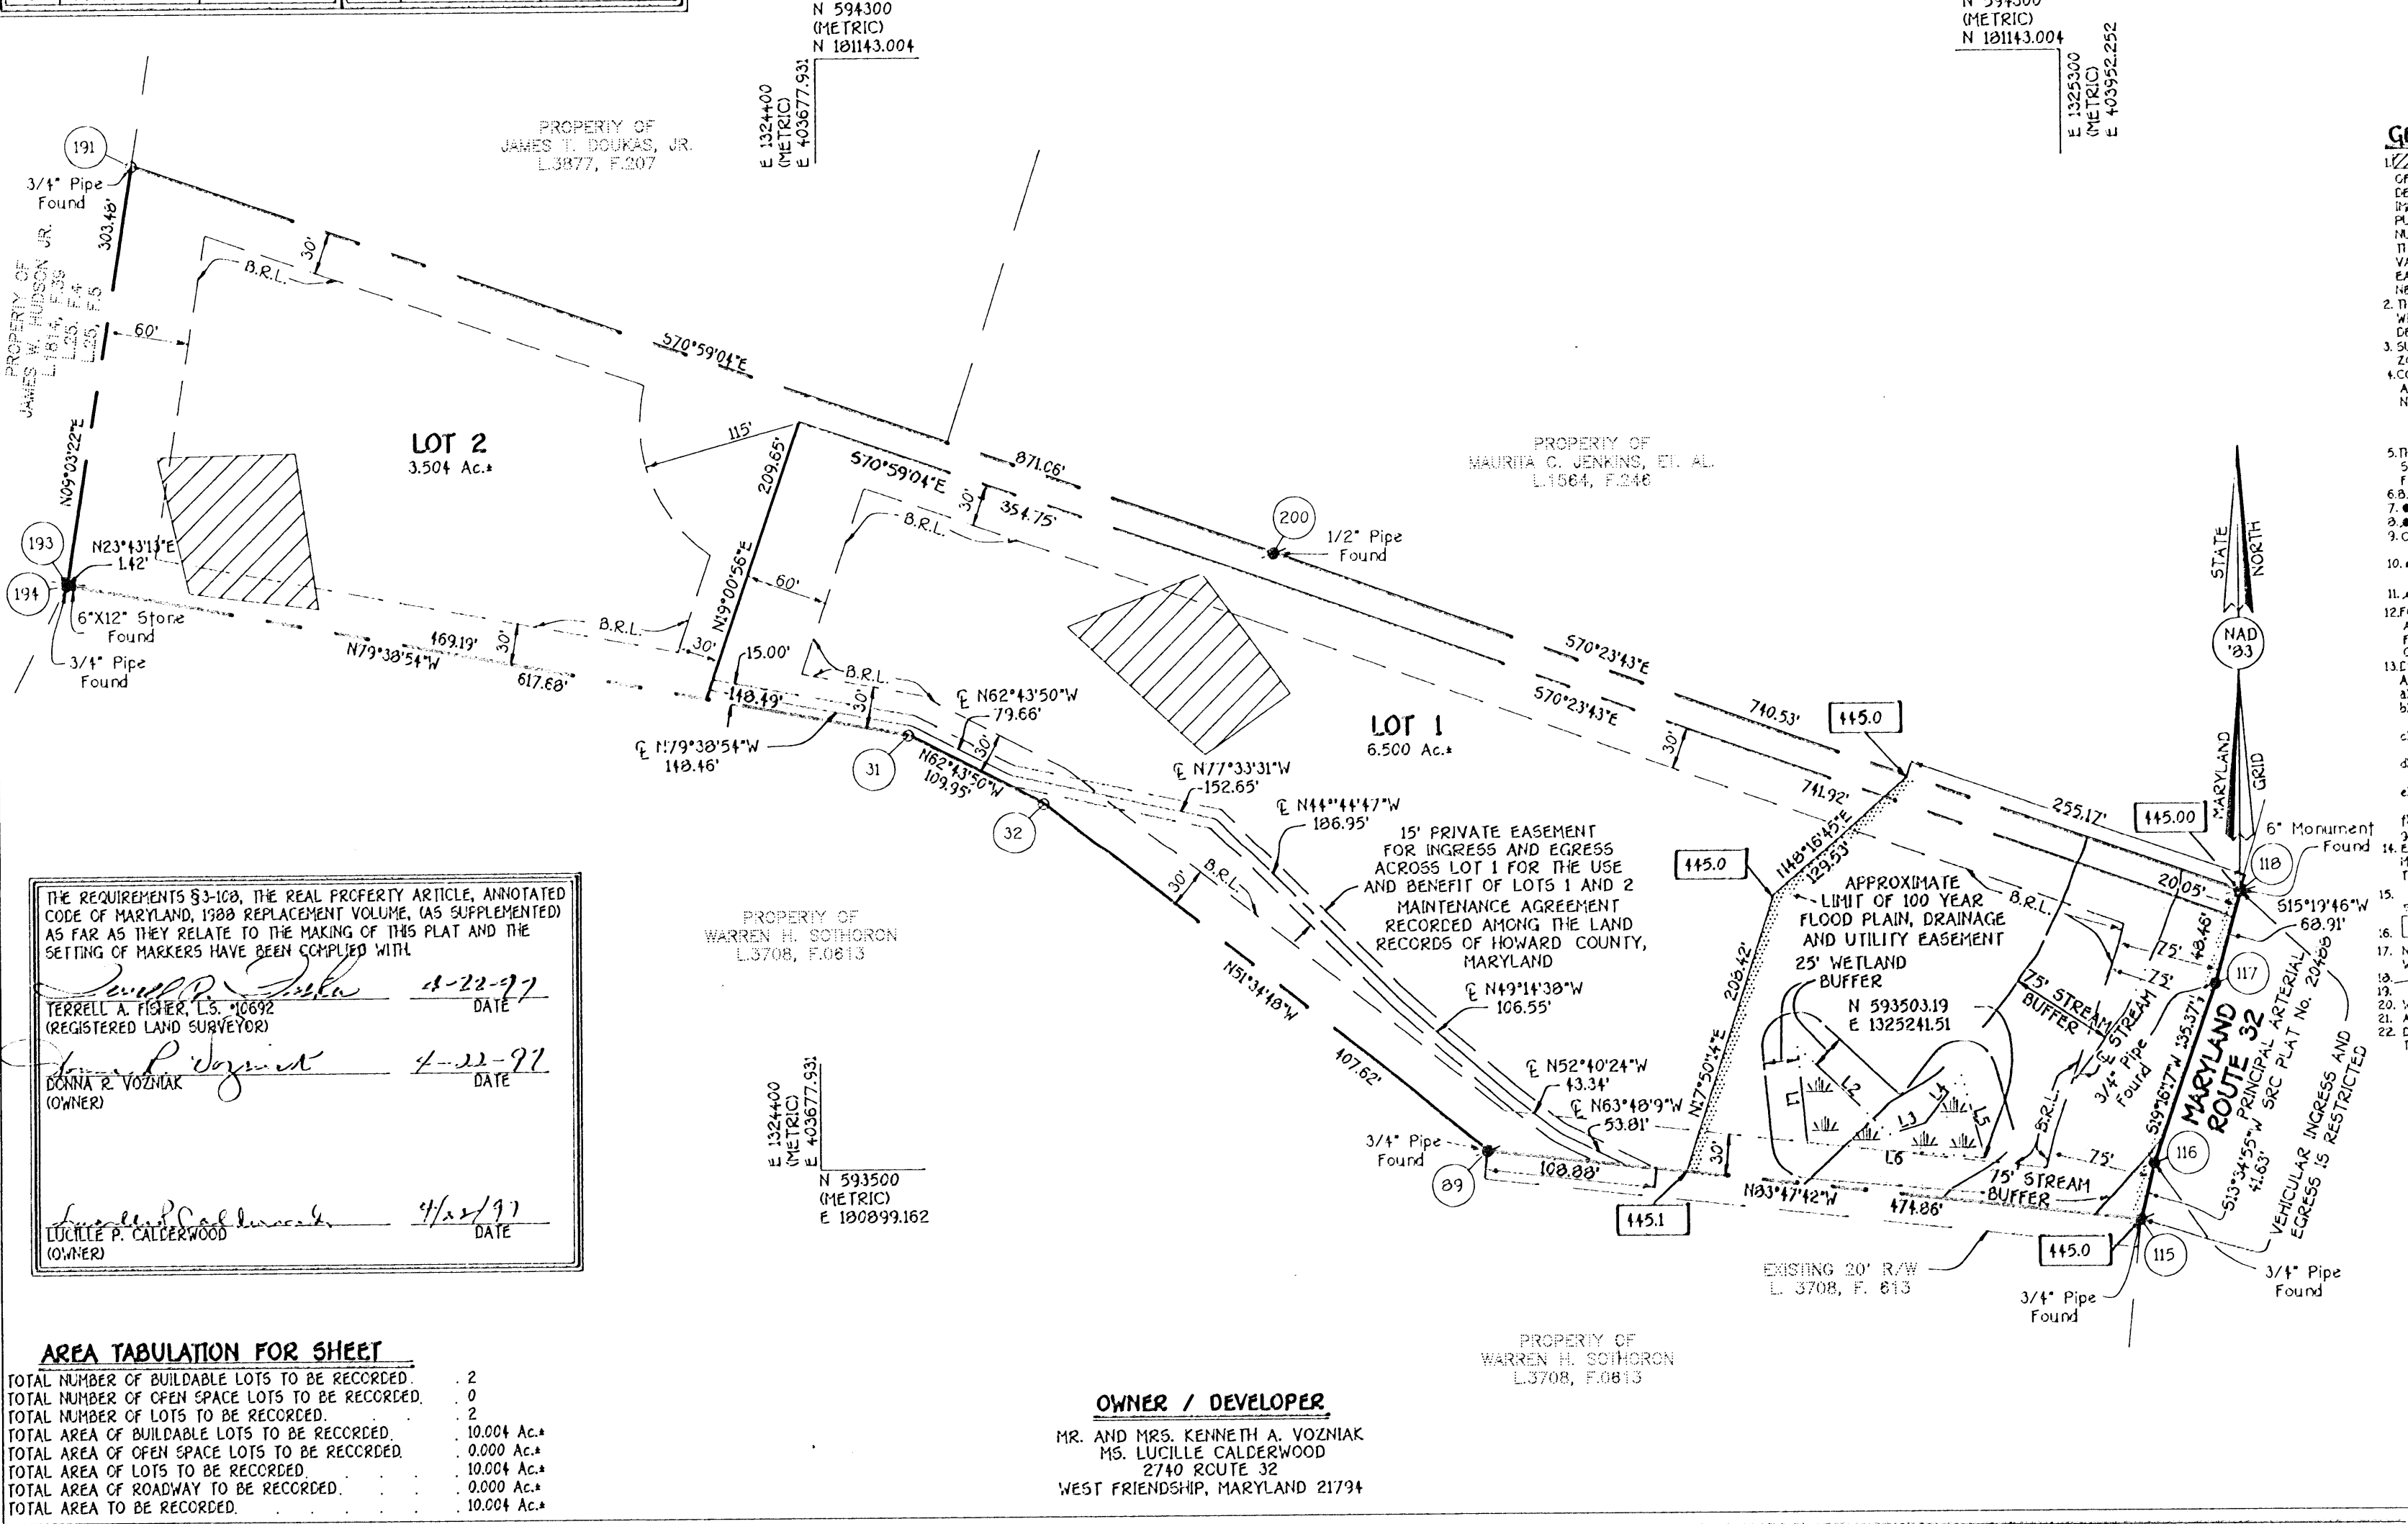 N 594300
(METRIC)
N 181143.004
E 1324400
(METRIC)
E 403677.931
N 594300
(METRIC)
N 181143.004
E 1325300
(METRIC)
E 403952.252
PROPERTY OF
JAMES T. DOUKAS, JR.
L.3877, F.207
191
3/4" Pipe
Found
303.48'
PROPERTY OF
JAMES W. HUDSON JR.
L.1814, F.39
L.25, F.4
L.25, F.5
60'
N09°03'22"E
30'
B.R.L.
S70°59'04"E
LOT 2
3.504 Ac.±
115'
209.65'
S70°59'04"E
871.06'
354.75'
30'
B.R.L.
200
1/2" Pipe
Found
PROPERTY OF
MAURITA C. JENKINS, ET. AL.
L.1564, F.246
193
N23°43'13"E
1.42'
194
6"X12" Stone
Found
3/4" Pipe
Found
469.19'
N79°38'54"W
617.68'
30'
B.R.L.
30'
N19°00'56"E
60'
15.00'
148.49'
B.R.L.
30'
℄ N62°43'50"W
79.66'
℄ N79°38'54"W
148.46'
31
N62°43'50"W
109.95'
30'
32
LOT 1
6.500 Ac.±
S70°23'43"E
S70°23'43"E
740.53'
445.0
30'
741.92'
℄ N77°33'31"W
152.65'
℄ N44°44'47"W
186.95'
15' PRIVATE EASEMENT
FOR INGRESS AND EGRESS
ACROSS LOT 1 FOR THE USE
AND BENEFIT OF LOTS 1 AND 2
MAINTENANCE AGREEMENT
RECORDED AMONG THE LAND
RECORDS OF HOWARD COUNTY,
MARYLAND
B.R.L.
30'
N51°34'48"W
407.62'
℄ N49°14'38"W
106.55'
℄ N52°40'24"W
43.34'
℄ N63°48'9"W
53.81'
3/4" Pipe
Found
89
108.88'
445.1
445.0
N48°16'45"E
129.53'
208.42'
N17°50'14"E
APPROXIMATE
LIMIT OF 100 YEAR
FLOOD PLAIN, DRAINAGE
AND UTILITY EASEMENT
25' WETLAND
BUFFER
N 593503.19
E 1325241.51
L1
L2
L3
L4
L5
L6
30'
N83°47'42"W
474.86'
75' STREAM
BUFFER
75' STREAM
BUFFER
℄ STREAM
B.R.L.
B.R.L.
75'
75'
75'
255.17'
445.00
20.05'
48.48'
118
6" Monument
Found
S15°19'46"W
68.91'
117
3/4" Pipe
Found
S19°16'17"W 135.37'
MARYLAND
ROUTE 32
PRINCIPAL ARTERIAL
SRC PLAT No. 20488
S13°34'55"W
41.63'
VEHICULAR INGRESS AND
EGRESS IS RESTRICTED
116
115
445.0
3/4" Pipe
Found
3/4" Pipe
Found
EXISTING 20' R/W
L. 3708, F. 613
STATE
NORTH
NAD
'83
MARYLAND
GRID
PROPERTY OF
WARREN H. SOTHORON
L.3708, F.0613
E 1324400
(METRIC)
E 403677.931
N 593500
(METRIC)
E 180899.162
PROPERTY OF
WARREN H. SOTHORON
L.3708, F.0613
THE REQUIREMENTS §3-108, THE REAL PROPERTY ARTICLE, ANNOTATED
CODE OF MARYLAND, 1988 REPLACEMENT VOLUME, (AS SUPPLEMENTED)
AS FAR AS THEY RELATE TO THE MAKING OF THIS PLAT AND THE
SETTING OF MARKERS HAVE BEEN COMPLIED WITH.
4-22-97
TERRELL A. FISHER, L.S. #10692 DATE
(REGISTERED LAND SURVEYOR)
4-22-97
DONNA R. VOZNIAK DATE
(OWNER)
Lucille P. Calderwood 4/22/97
LUCILLE P. CALDERWOOD DATE
(OWNER)
AREA TABULATION FOR SHEET
TOTAL NUMBER OF BUILDABLE LOTS TO BE RECORDED. . 2
TOTAL NUMBER OF OPEN SPACE LOTS TO BE RECORDED. . 0
TOTAL NUMBER OF LOTS TO BE RECORDED. . . . 2
TOTAL AREA OF BUILDABLE LOTS TO BE RECORDED. . 10.004 Ac.±
TOTAL AREA OF OPEN SPACE LOTS TO BE RECORDED. . 0.000 Ac.±
TOTAL AREA OF LOTS TO BE RECORDED. . . . . 10.004 Ac.±
TOTAL AREA OF ROADWAY TO BE RECORDED. . . . 0.000 Ac.±
TOTAL AREA TO BE RECORDED. . . . . . . 10.004 Ac.±
OWNER / DEVELOPER
MR. AND MRS. KENNETH A. VOZNIAK
MS. LUCILLE CALDERWOOD
2740 ROUTE 32
WEST FRIENDSHIP, MARYLAND 21794